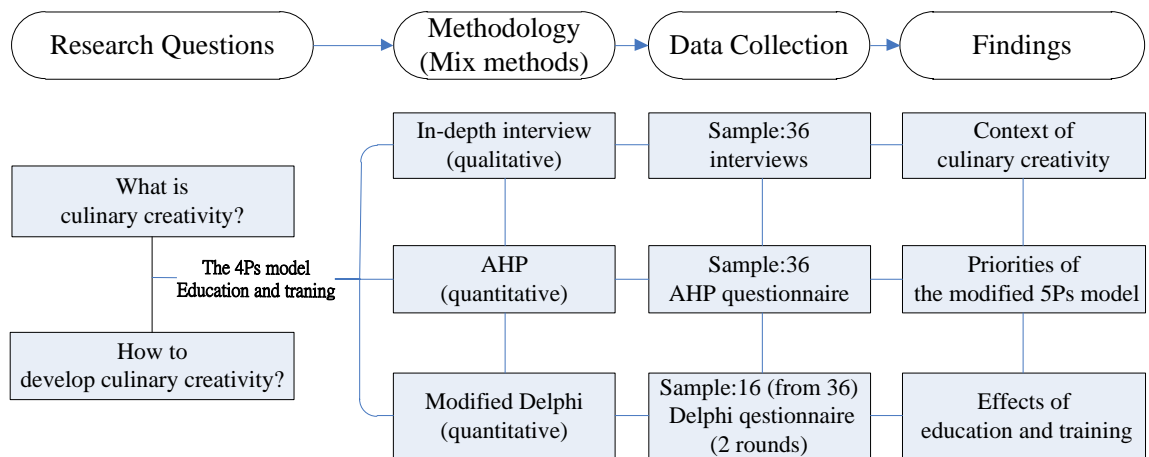 Research Questions
Methodology
(Mix methods)
Data Collection
Findings
What is
culinary creativity?
The 4Ps model
Education and traning
How to
develop culinary creativity?
In-depth interview
(qualitative)
Sample:36
interviews
Context of
culinary creativity
AHP
(quantitative)
Sample:36
AHP questionnaire
Priorities of
the modified 5Ps model
Modified Delphi
(quantitative)
Sample:16 (from 36)
Delphi qestionnaire
(2 rounds)
Effects of
education and training